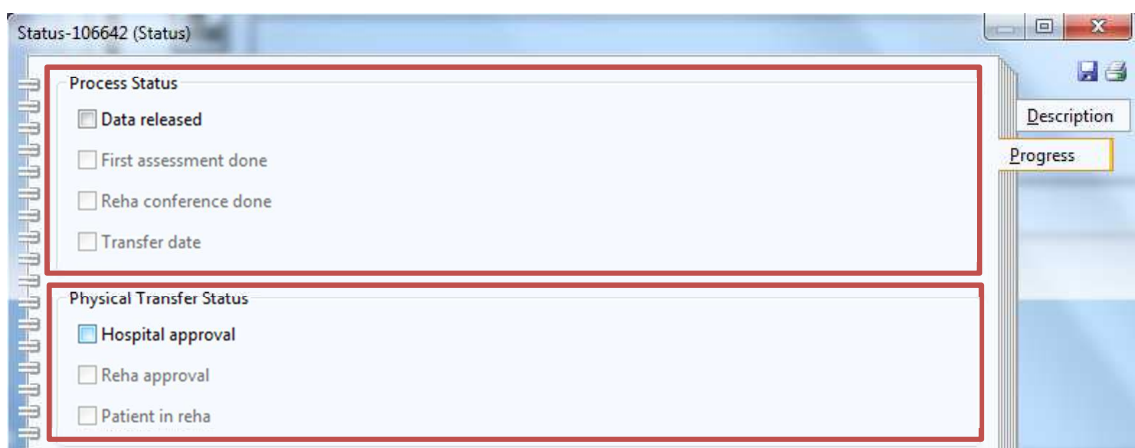 Status-106642 (Status)
Process Status
Data released
First assessment done
Reha conference done
Transfer date
Physical Transfer Status
Hospital approval
Reha approval
Patient in reha
Description
Progress